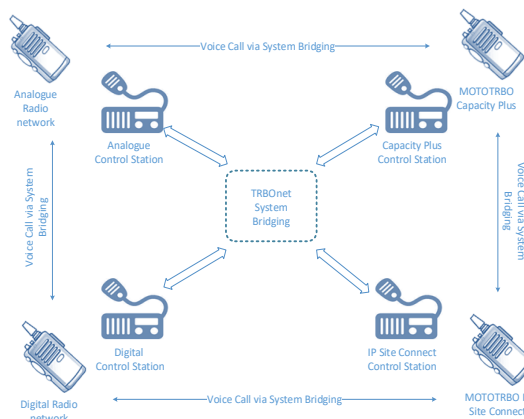 Voice Call via System Bridging
Analogue
Radio
network
MOTOTRBO
Capacity Plus
Analogue
Control Station
Capacity Plus
Control Station
Voice Call via System
Bridging
TRBOnet
System
Bridging
Voice Call via System
Bridging
Digital
Control Station
IP Site Connect
Control Station
Digital Radio
network
Voice Call via System Bridging
MOTOTRBO
Site Connect